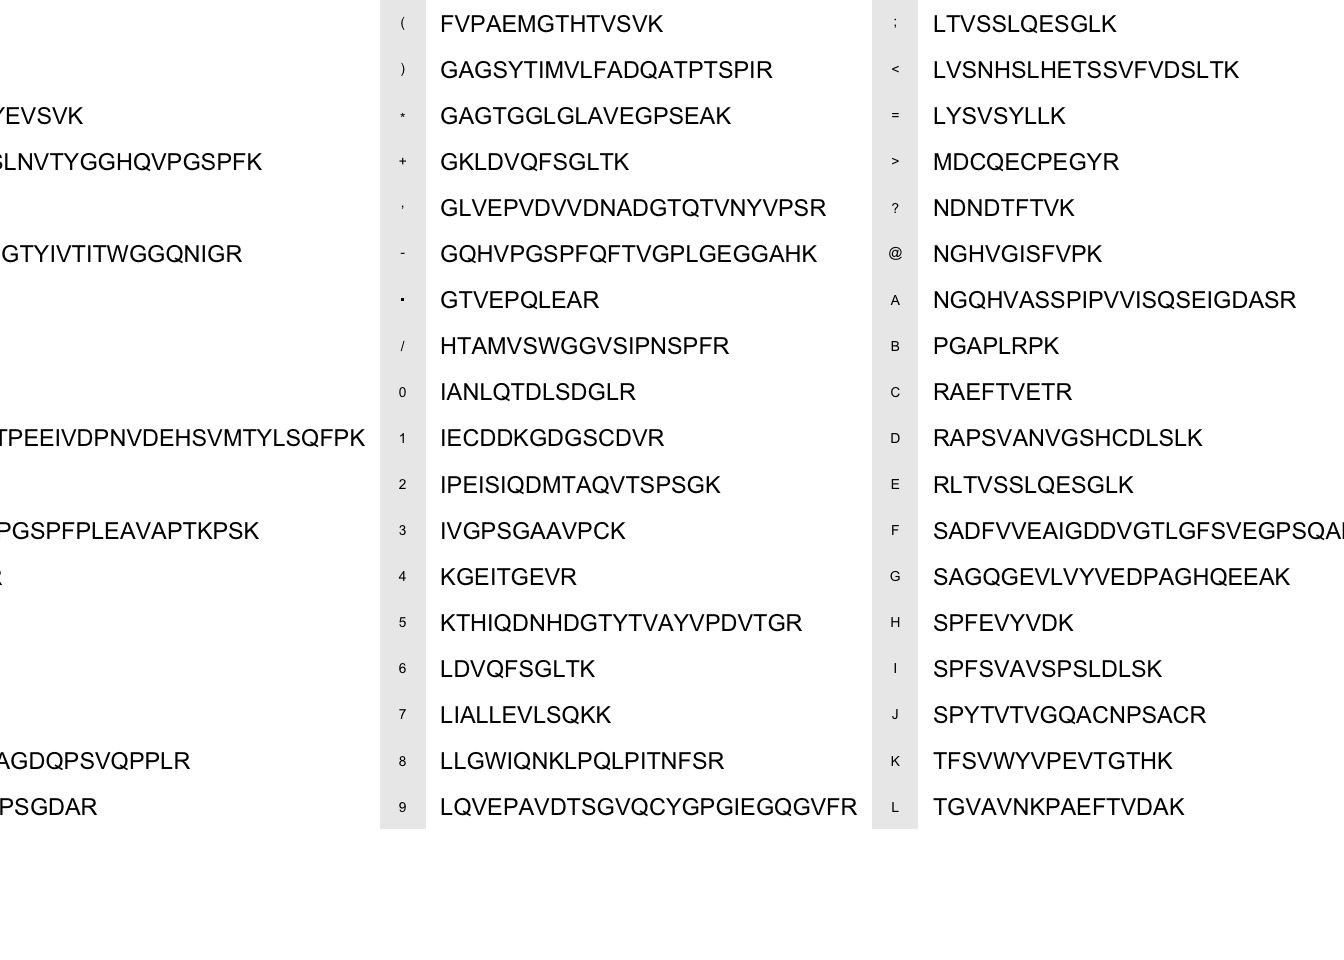 ( FVPAEMGTHTVSVK ; LTVSSLQESGLK
) GAGSYTIMVLFADQATPTSPIR < LVSNHSLHETSSVFVDSLTK
YEVSVK * GAGTGGLGLAVEGPSEAK = LYSVSYLLK
SLNVTYGGHQVPGSPFK + GKLDVQFSGLTK > MDCQECPEGYR
, GLVEPVDVVDNADGTQTVNYVPSR ? NDNDTFTVK
GTYIVTITWGGQNIGR - GQHVPGSPFQFTVGPLGEGGAHK @ NGHVGISFVPK
. GTVEPQLEAR A NGQHVASSPIPVVISQSEIGDASR
/ HTAMVSWGGVSIPNSPFR B PGAPLRPK
0 IANLQTDLSDGLR C RAEFTVETR
TPEEIVDPNVDEHSVMTYLSQFPK 1 IECDDKGDGSCDVR D RAPSVANVGSHCDLSLK
2 IPEISIQDMTAQVTSPSGK E RLTVSSLQESGLK
PGSPFPLEAVAPTKPSK 3 IVGPSGAAVPCK F SADFVVEAIGDDVGTLGFSVEGPSQA
R 4 KGEITGEVR G SAGQGEVLVYVEDPAGHQEEAK
5 KTHIQDNHDGTYTVAYVPDVTGR H SPFEVYVDK
6 LDVQFSGLTK I SPFSVAVSPSLDLSK
7 LIALLEVLSQKK J SPYTVTVGQACNPSACR
AGDQPSVQPPLR 8 LLGWIQNKLPQLPITNFSR K TFSVWYVPEVTGTHK
PSGDAR 9 LQVEPAVDTSGVQCYGPGIEGQGVFR L TGVAVNKPAEFTVDAK